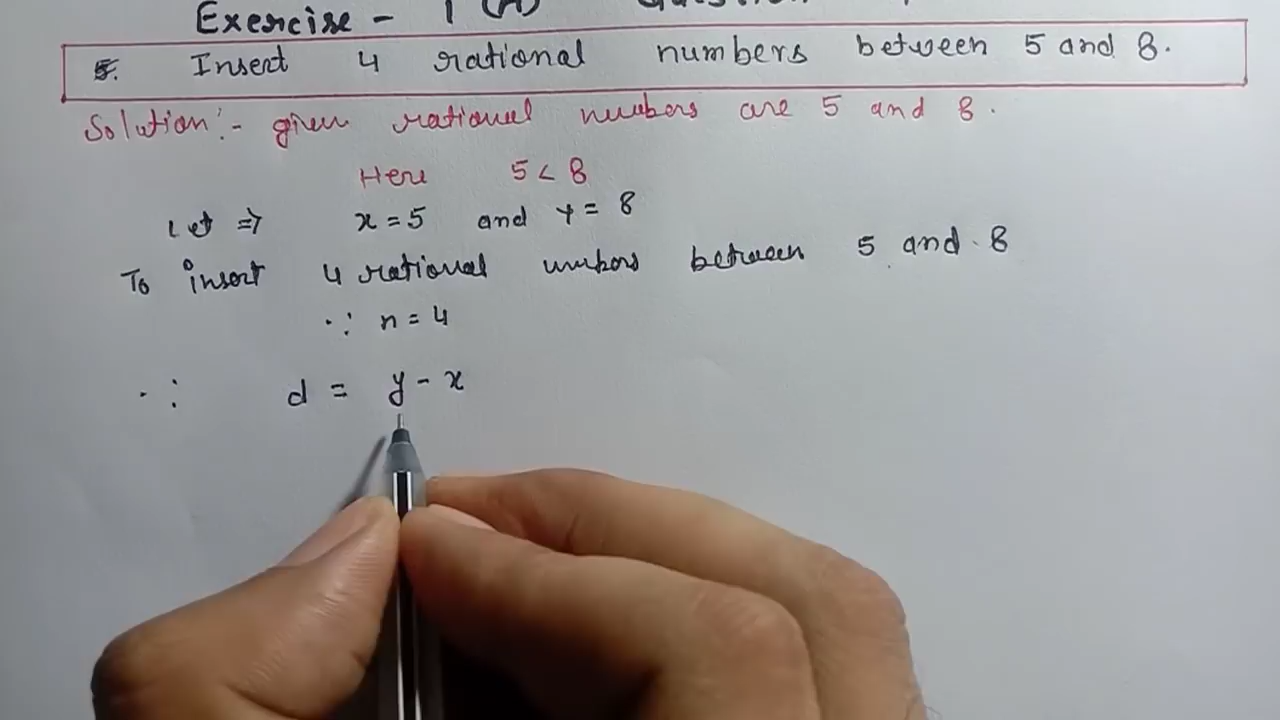 Exercise - 1 (A)
5. Insert 4 rational numbers between 5 and 8.
Solution:- given rational numbers are 5 and 8.
Here 5 < 8
Let ⇒ x = 5 and y = 8
To insert 4 rational numbers between 5 and 8
∵ n = 4
∵ d = y - x